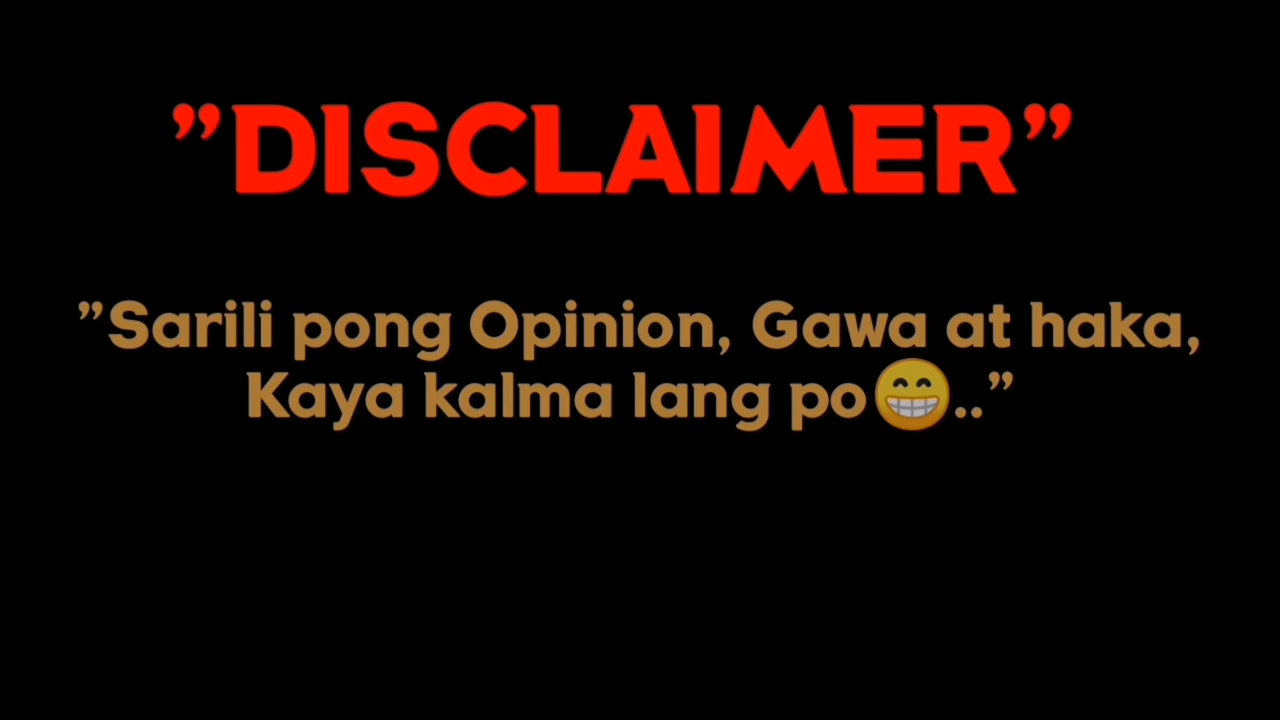 ”DISCLAIMER”
”Sarili pong Opinion, Gawa at haka,
Kaya kalma lang po😁..”